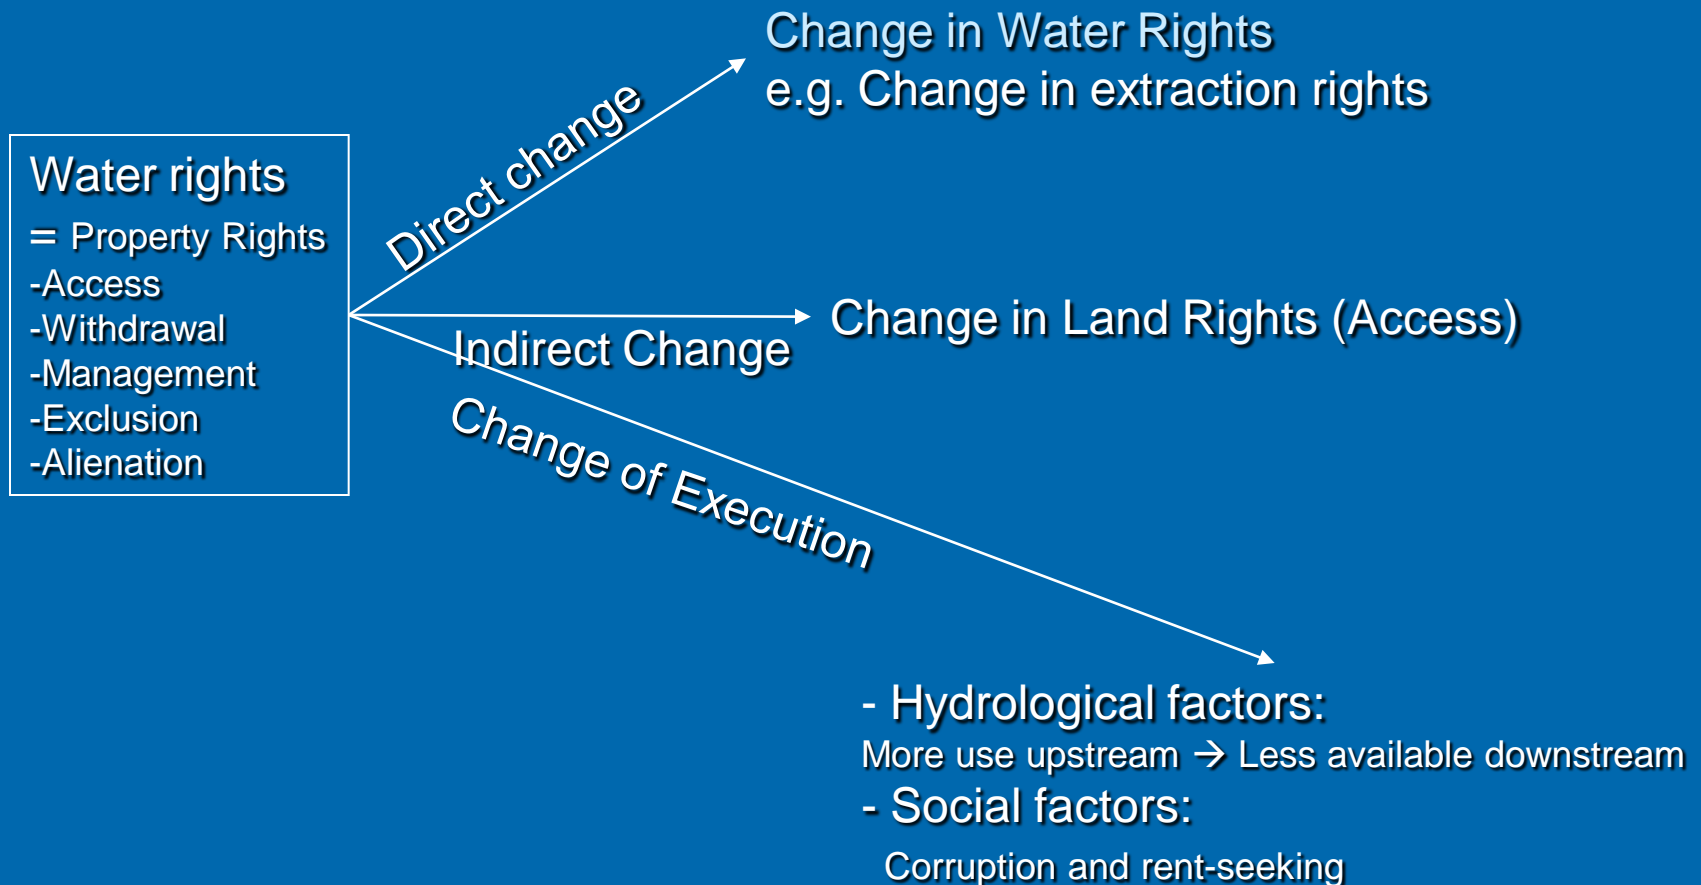 Change in Water Rights
e.g. Change in extraction rights
Direct change
Water rights
= Property Rights
-Access
-Withdrawal
-Management
-Exclusion
-Alienation
Change in Land Rights (Access)
Indirect Change
Change of Execution
- Hydrological factors:
More use upstream → Less available downstream
- Social factors:
Corruption and rent-seeking